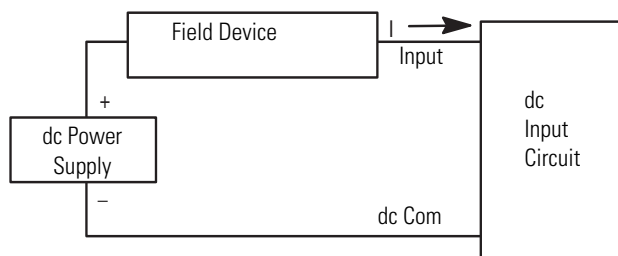 Field Device
I
Input
+
dc Power
Supply
–
dc
Input
Circuit
dc Com